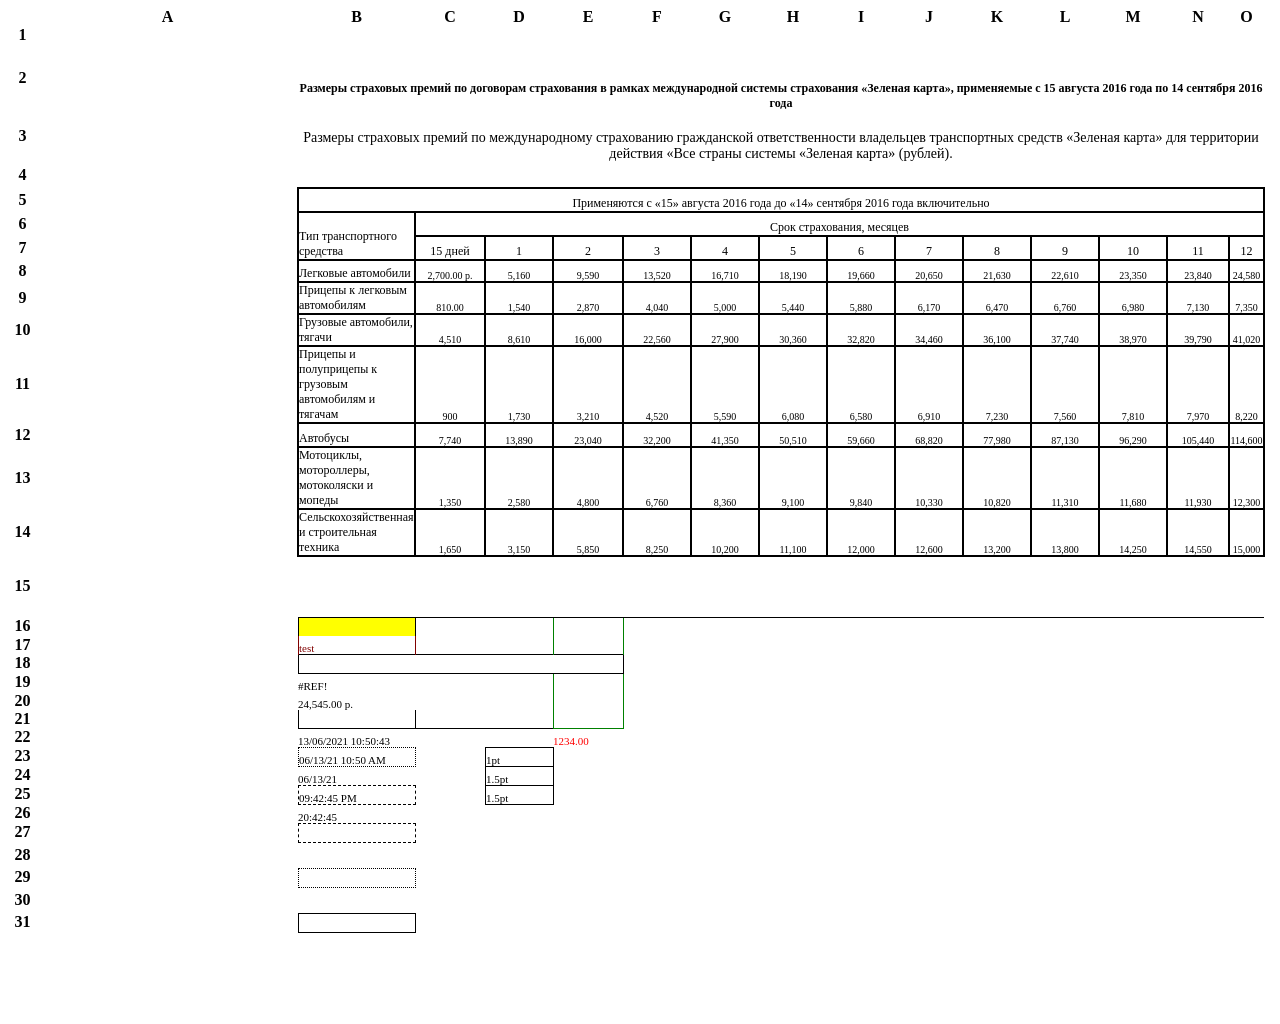 A B C D E F G H I J K L M N O
1
2
Размеры страховых премий по договорам страхования в рамках международной системы страхования «Зеленая карта», применяемые с 15 августа 2016 года по 14 сентября 2016
года
3
Размеры страховых премий по международному страхованию гражданской ответственности владельцев транспортных средств «Зеленая карта» для территории
действия «Все страны системы «Зеленая карта» (рублей).
4
5 Применяются с «15» августа 2016 года до «14» сентября 2016 года включительно
6 Срок страхования, месяцев
Тип транспортного
средства
7 15 дней 1 2 3 4 5 6 7 8 9 10 11 12
8 Легковые автомобили 2,700.00 р. 5,160 9,590 13,520 16,710 18,190 19,660 20,650 21,630 22,610 23,350 23,840 24,580
9 Прицепы к легковым
автомобилям 810.00 1,540 2,870 4,040 5,000 5,440 5,880 6,170 6,470 6,760 6,980 7,130 7,350
10 Грузовые автомобили,
тягачи 4,510 8,610 16,000 22,560 27,900 30,360 32,820 34,460 36,100 37,740 38,970 39,790 41,020
11 Прицепы и
полуприцепы к
грузовым
автомобилям и
тягачам 900 1,730 3,210 4,520 5,590 6,080 6,580 6,910 7,230 7,560 7,810 7,970 8,220
12 Автобусы 7,740 13,890 23,040 32,200 41,350 50,510 59,660 68,820 77,980 87,130 96,290 105,440 114,600
13 Мотоциклы,
мотороллеры,
мотоколяски и
мопеды 1,350 2,580 4,800 6,760 8,360 9,100 9,840 10,330 10,820 11,310 11,680 11,930 12,300
14 Сельскохозяйственная
и строительная
техника 1,650 3,150 5,850 8,250 10,200 11,100 12,000 12,600 13,200 13,800 14,250 14,550 15,000
15
16
17 test
18
19 #REF!
20 24,545.00 р.
21
22 13/06/2021 10:50:43 1234.00
23 06/13/21 10:50 AM 1pt
24 06/13/21 1.5pt
25 09:42:45 PM 1.5pt
26 20:42:45
27
28
29
30
31